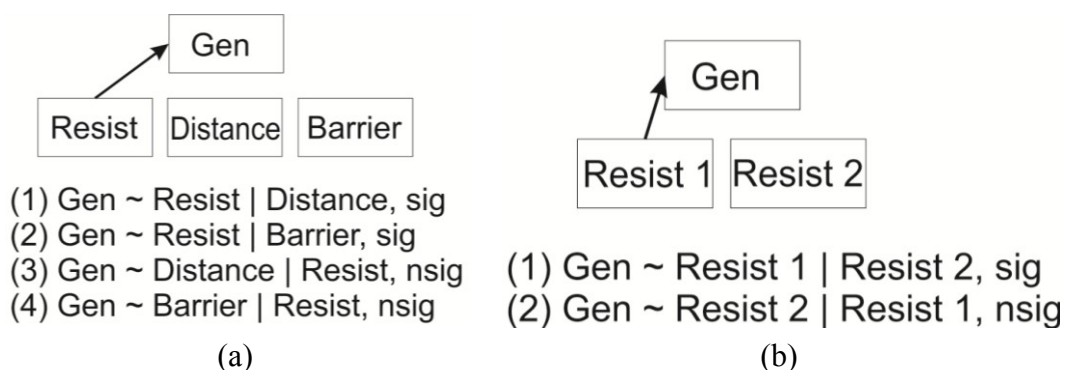 Gen
Resist Distance Barrier
(1) Gen ~ Resist | Distance, sig
(2) Gen ~ Resist | Barrier, sig
(3) Gen ~ Distance | Resist, nsig
(4) Gen ~ Barrier | Resist, nsig
(a)
Gen
Resist 1 Resist 2
(1) Gen ~ Resist 1 | Resist 2, sig
(2) Gen ~ Resist 2 | Resist 1, nsig
(b)